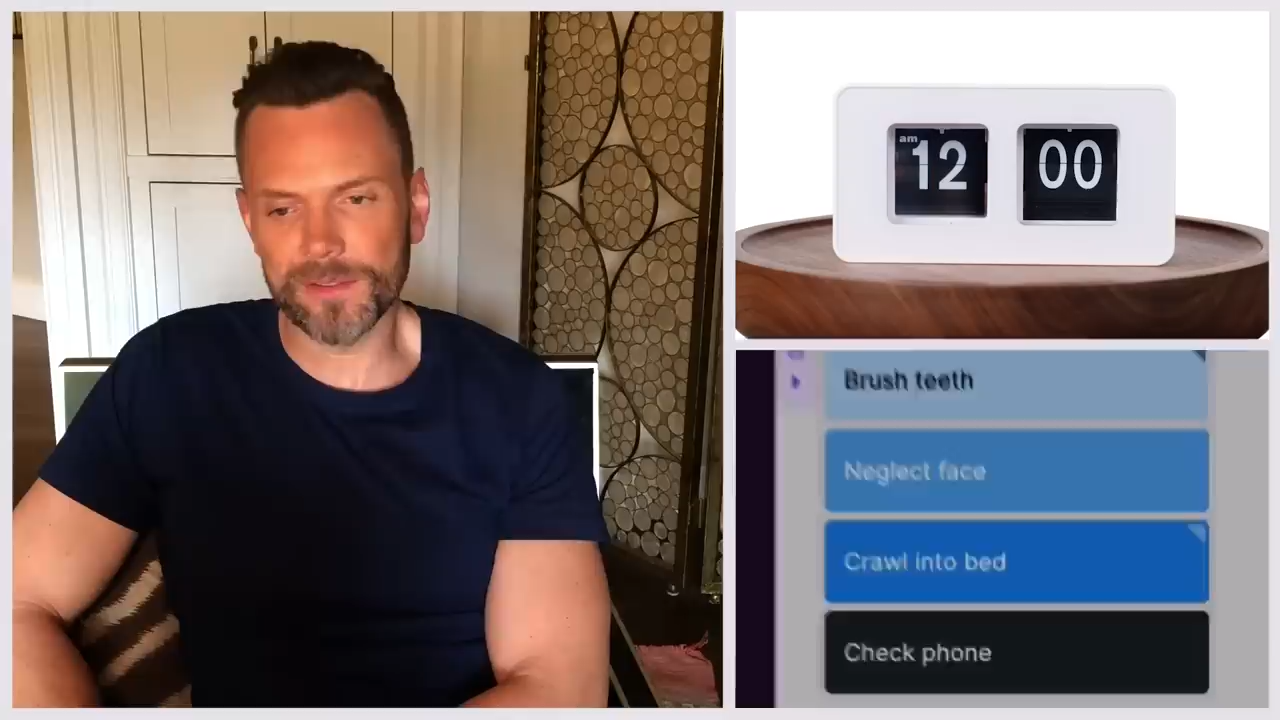 am
12 00
Brush teeth
Neglect face
Crawl into bed
Check phone